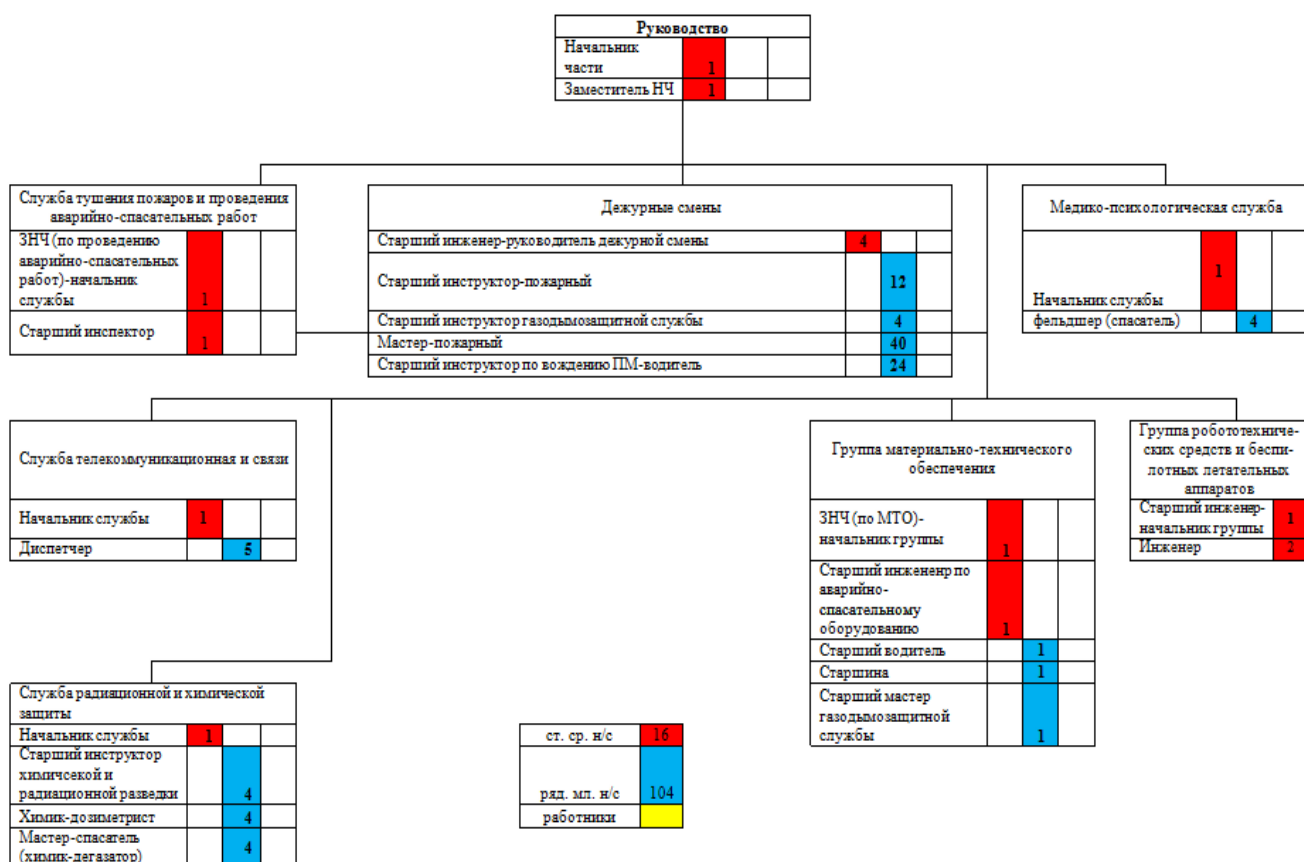 Руководство
Начальник
части 1
Заместитель НЧ 1
Служба тушения пожаров и проведения
аварийно-спасательных работ
ЗНЧ (по проведению
аварийно-спасательных
работ)-начальник
службы 1
Старший инспектор 1
Дежурные смены
Старший инженер-руководитель дежурной смены 4
Старший инструктор-пожарный 12
Старший инструктор газодымозащитной службы 4
Мастер-пожарный 40
Старший инструктор по вождению ПМ-водитель 24
Медико-психологическая служба
Начальник службы 1
фельдшер (спасатель) 4
Служба телекоммуникационная и связи
Начальник службы 1
Диспетчер 5
Группа материально-технического
обеспечения
ЗНЧ (по МТО)-
начальник группы 1
Старший инжененр по
аварийно-
спасательному
оборудованию 1
Старший водитель 1
Старшина 1
Старший мастер
газодымозащитной
службы 1
Группа робототехниче-
ских средств и беспи-
лотных летательных
аппаратов
Старший инженер-
начальник группы 1
Инженер 2
Служба радиационной и химической
защиты
Начальник службы 1
Старший инструктор
химичсекой и
радиационной разведки 4
Химик-дозиметрист 4
Мастер-спасатель
(химик-дегазатор) 4
ст. ср. н/с 16
ряд. мл. н/с 104
работники